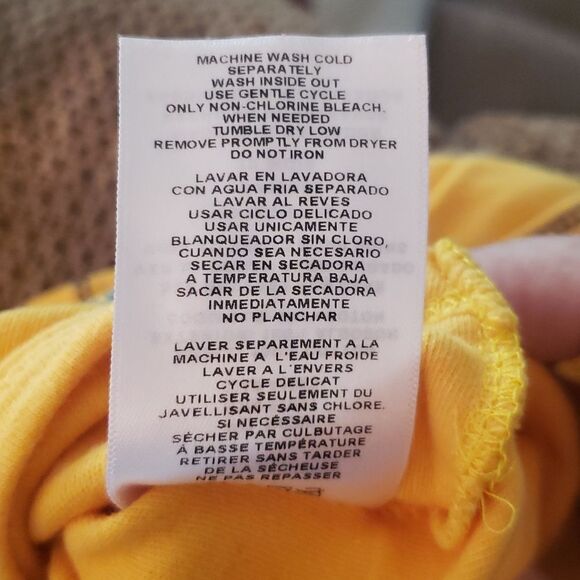 MACHINE WASH COLD
SEPARATELY
WASH INSIDE OUT
USE GENTLE CYCLE
ONLY NON-CHLORINE BLEACH.
WHEN NEEDED
TUMBLE DRY LOW
REMOVE PROMPTLY FROM DRYER
DO NOT IRON
LAVAR EN LAVADORA
CON AGUA FRIA SEPARADO
LAVAR AL REVES
USAR CICLO DELICADO
USAR UNICAMENTE
BLANQUEADOR SIN CLORO,
CUANDO SEA NECESARIO
SECAR EN SECADORA
A TEMPERATURA BAJA
SACAR DE LA SECADORA
INMEDIATAMENTE
NO PLANCHAR
LAVER SEPAREMENT A LA
MACHINE A L'EAU FROIDE
LAVER A L'ENVERS
CYCLE DELICAT
UTILISER SEULEMENT DU
JAVELLISANT SANS CHLORE.
SI NECÉSSAIRE
SÉCHER PAR CULBUTAGE
À BASSE TEMPÉRATURE
RETIRER SANS TARDER
DE LA SÉCHEUSE
NE PAS REPASSER